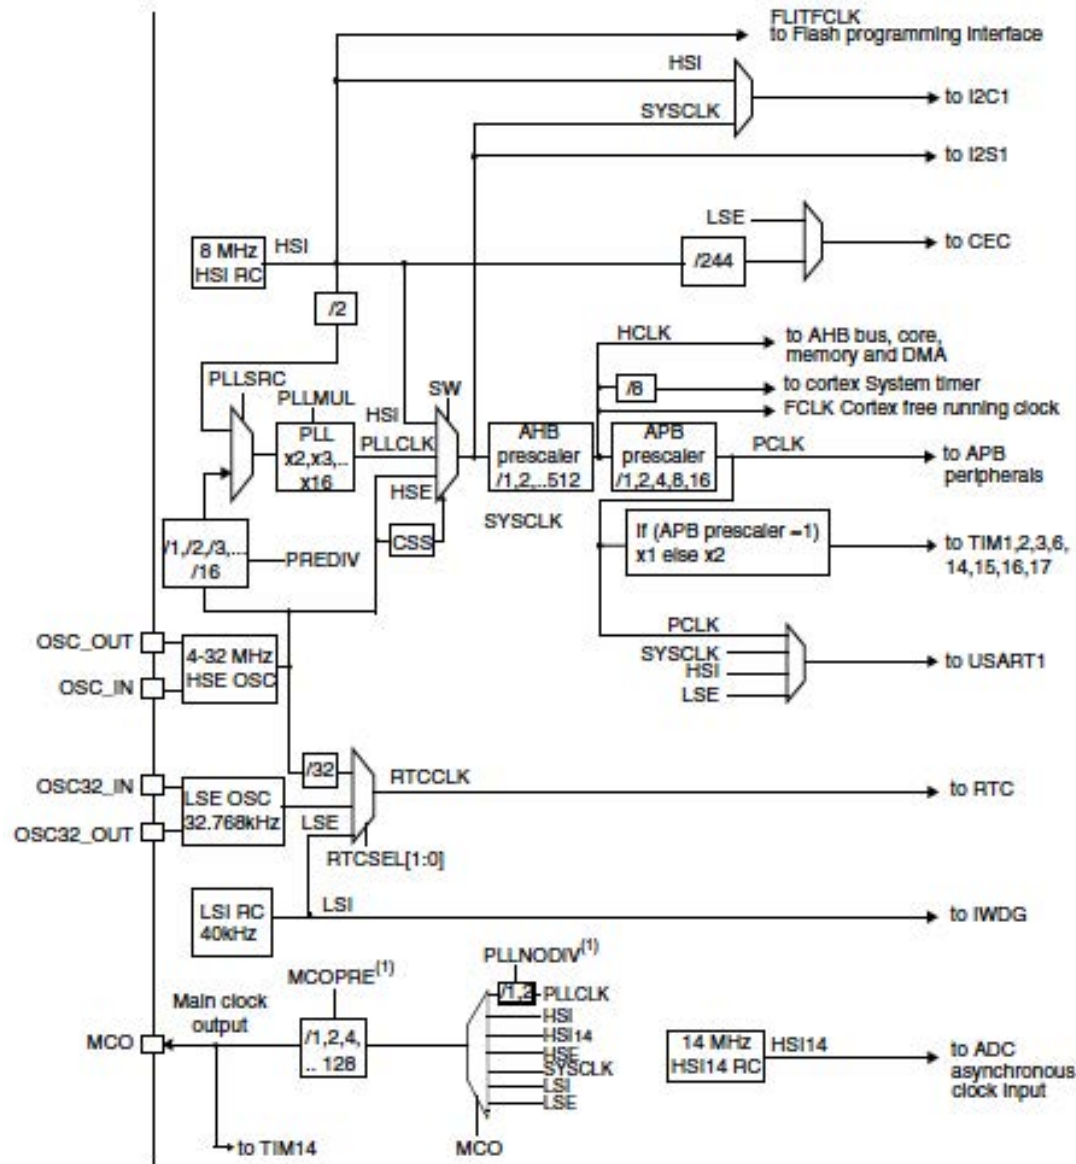 FLITFCLK
to Flash programming interface
HSI
to I2C1
SYSCLK
to I2S1
LSE
to CEC
8 MHz
HSI RC
HSI
/244
/2
HCLK
to AHB bus, core,
memory and DMA
/8
to cortex System timer
FCLK Cortex free running clock
PLLSRC
PLLMUL
SW
HSI
PLL
x2,x3,..
x16
PLLCLK
HSE
AHB
prescaler
/1,2,..512
APB
prescaler
/1,2,4,8,16
PCLK
to APB
peripherals
SYSCLK
CSS
/1,/2,/3,...
/16
PREDIV
If (APB prescaler =1)
x1 else x2
to TIM1,2,3,6,
14,15,16,17
OSC_OUT
OSC_IN
4-32 MHz
HSE OSC
PCLK
SYSCLK
HSI
LSE
to USART1
/32
OSC32_IN
OSC32_OUT
LSE OSC
32.768kHz
LSE
RTCCLK
to RTC
RTCSEL[1:0]
LSI RC
40kHz
LSI
to IWDG
PLLNODIV(1)
MCOPRE(1)
/1,2
PLLCLK
HSI
HSI14
HSE
SYSCLK
LSI
LSE
Main clock
output
MCO
/1,2,4,
.. 128
14 MHz
HSI14 RC
HSI14
to ADC
asynchronous
clock input
to TIM14
MCO